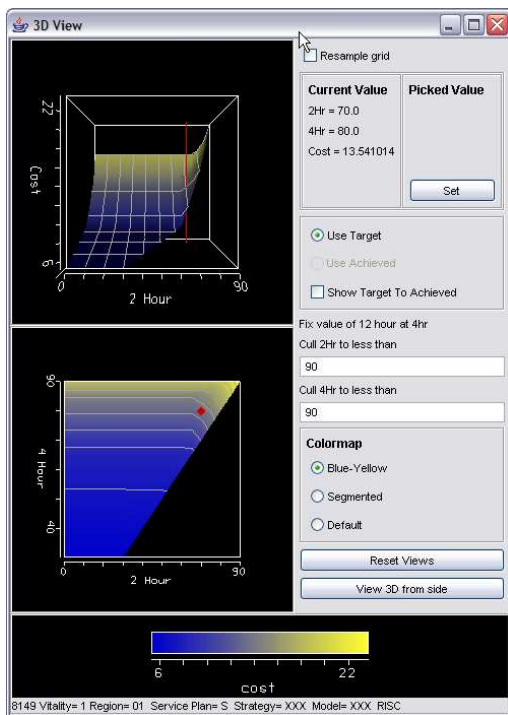 3D View
Resample grid
Current Value
2Hr = 70.0
4Hr = 80.0
Cost = 13.541014
Picked Value
Set
Use Target
Use Achieved
Show Target To Achieved
Fix value of 12 hour at 4hr
Cull 2Hr to less than
90
Cull 4Hr to less than
90
Colormap
Blue-Yellow
Segmented
Default
Reset Views
View 3D from side
22
Cost
6
0
90
2 Hour
90
4 Hour
40
0
90
2 Hour
6
22
cost
8149 Vitality= 1 Region= 01 Service Plan= S Strategy= XXX Model= XXX RISC